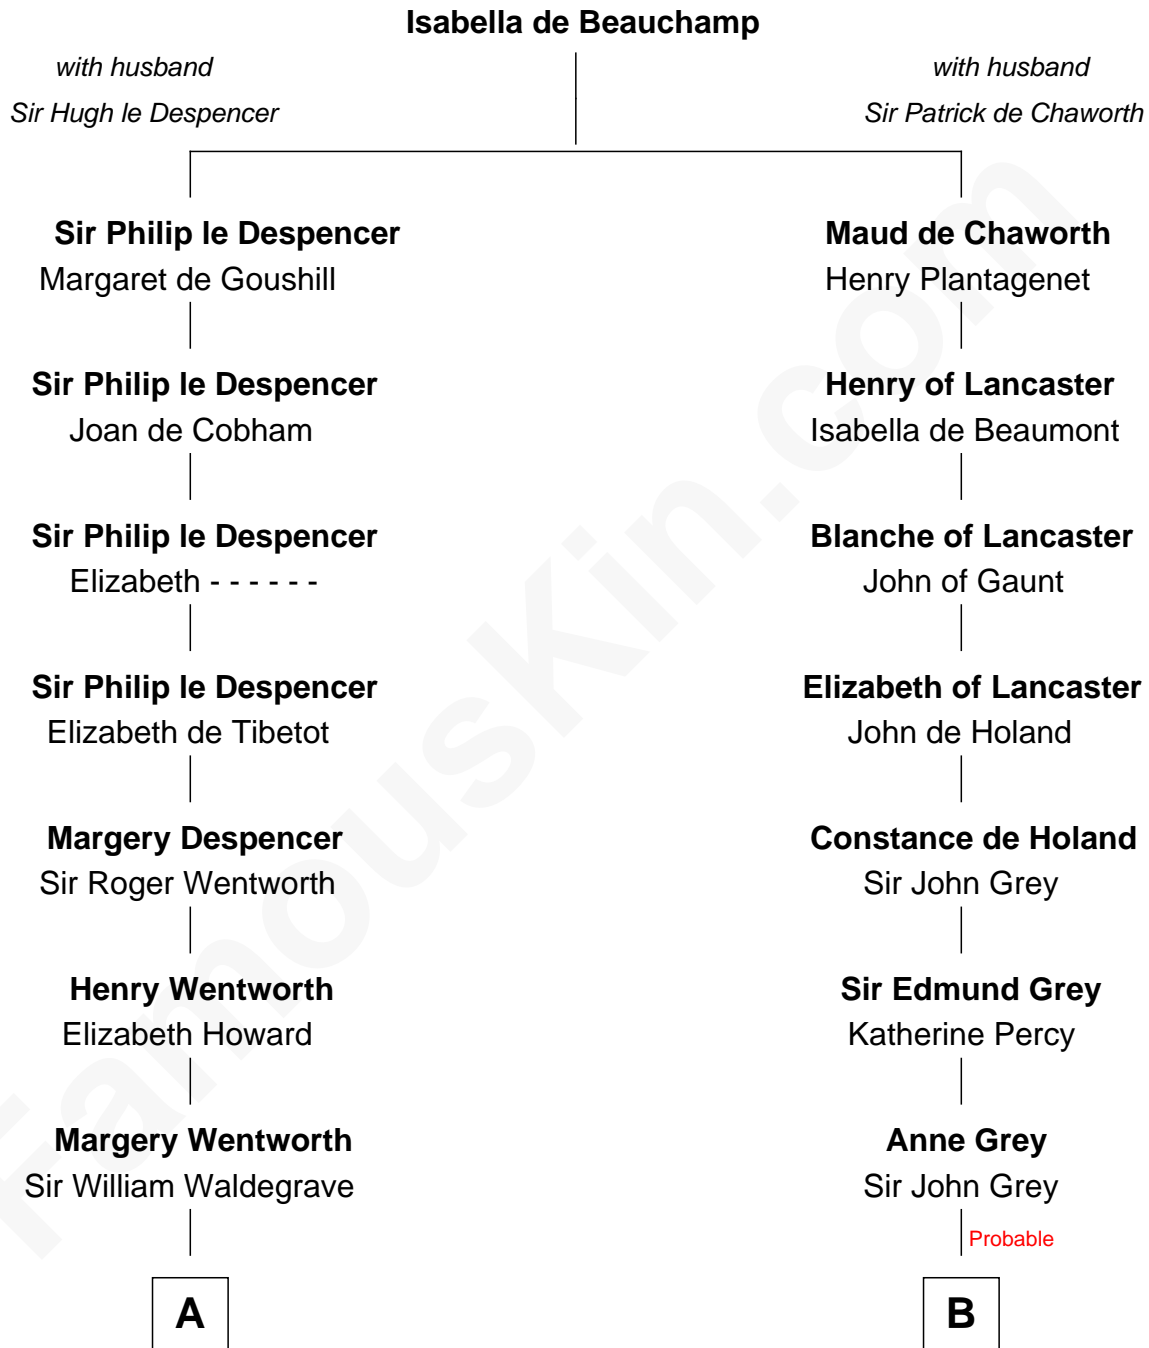 Isabella de Beauchamp
with husband
Sir Hugh le Despencer
with husband
Sir Patrick de Chaworth
Sir Philip le Despencer
Margaret de Goushill
Maud de Chaworth
Henry Plantagenet
Sir Philip le Despencer
Joan de Cobham
Henry of Lancaster
Isabella de Beaumont
Sir Philip le Despencer
Elizabeth - - - - - -
Blanche of Lancaster
John of Gaunt
Sir Philip le Despencer
Elizabeth de Tibetot
Elizabeth of Lancaster
John de Holand
Margery Despencer
Sir Roger Wentworth
Constance de Holand
Sir John Grey
Henry Wentworth
Elizabeth Howard
Sir Edmund Grey
Katherine Percy
Margery Wentworth
Sir William Waldegrave
Anne Grey
Sir John Grey
Probable
A
B
FamousKin.com